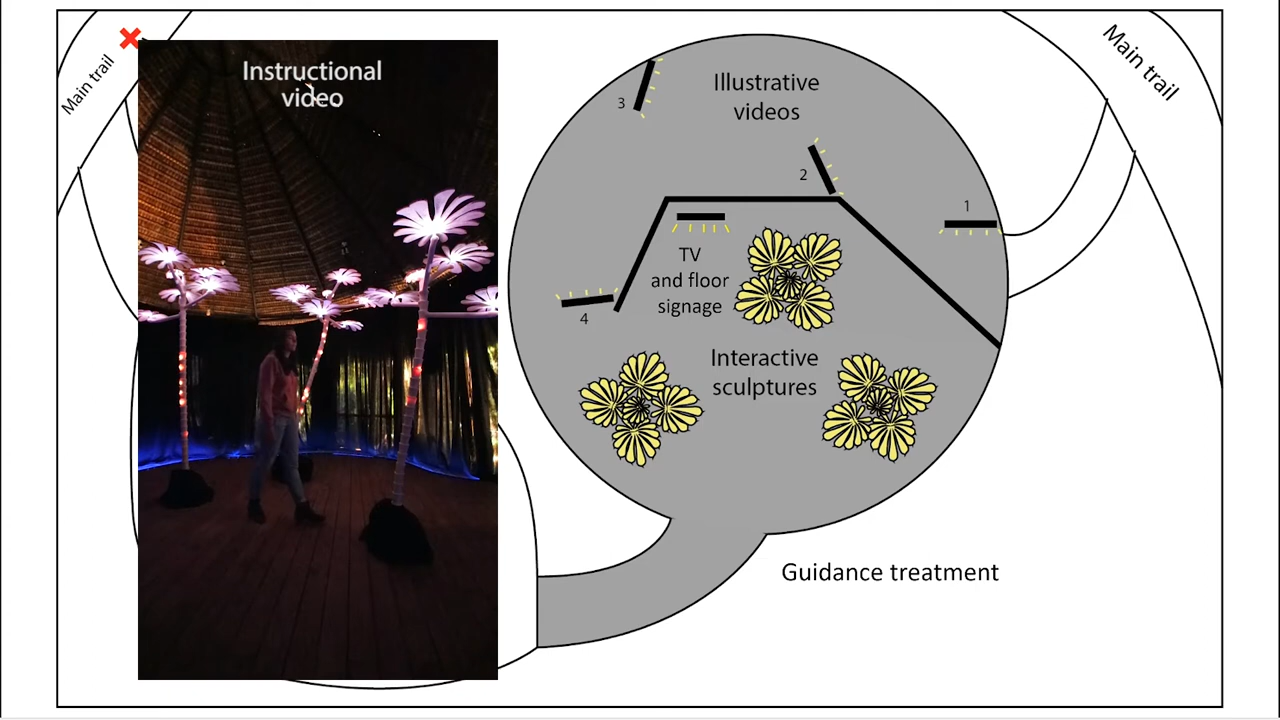 Main trail
Instructional
video
Illustrative
videos
Main trail
3
2
1
TV
and floor
signage
4
Interactive
sculptures
Guidance treatment